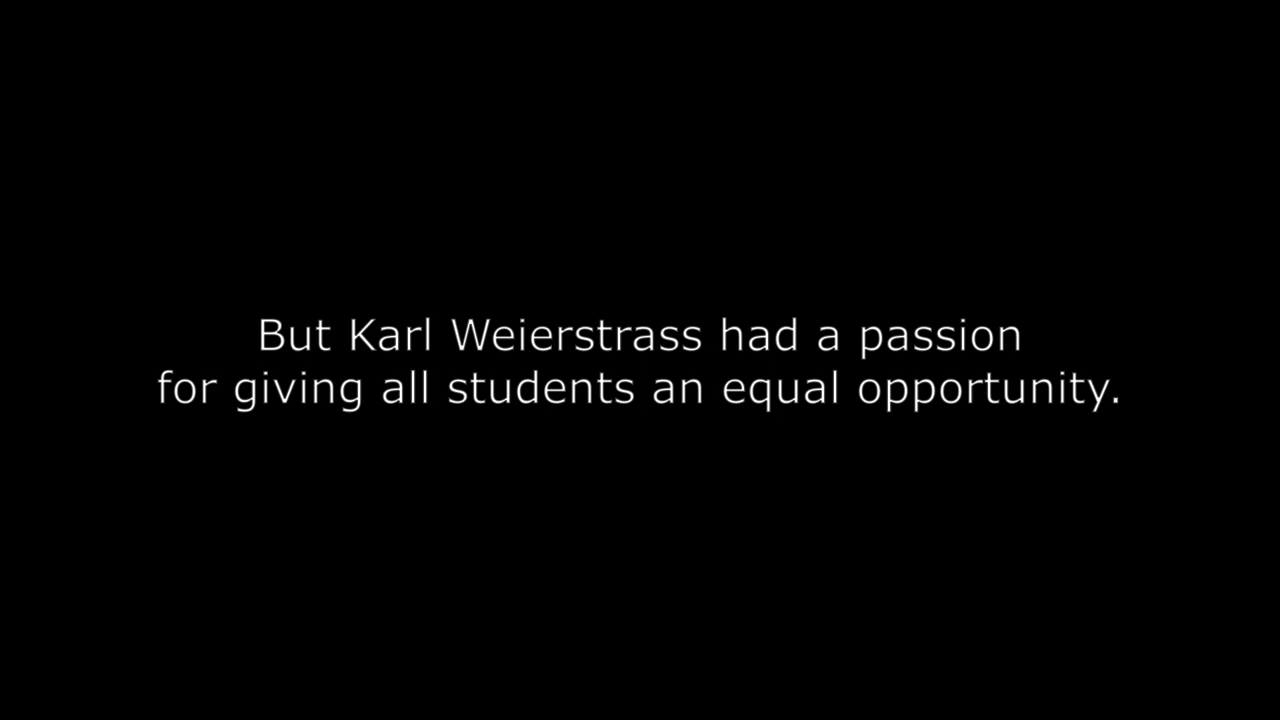 But Karl Weierstrass had a passion
for giving all students an equal opportunity.